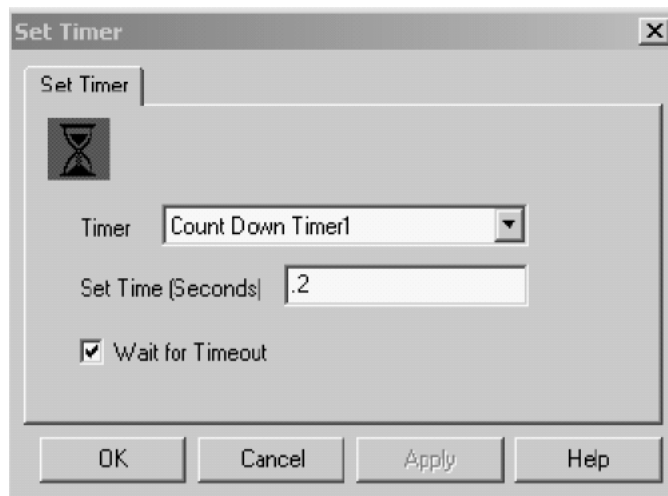 Set Timer
Set Timer
Timer Count Down Timer1
Set Time (Seconds)
.2
Wait for Timeout
OK Cancel Apply Help